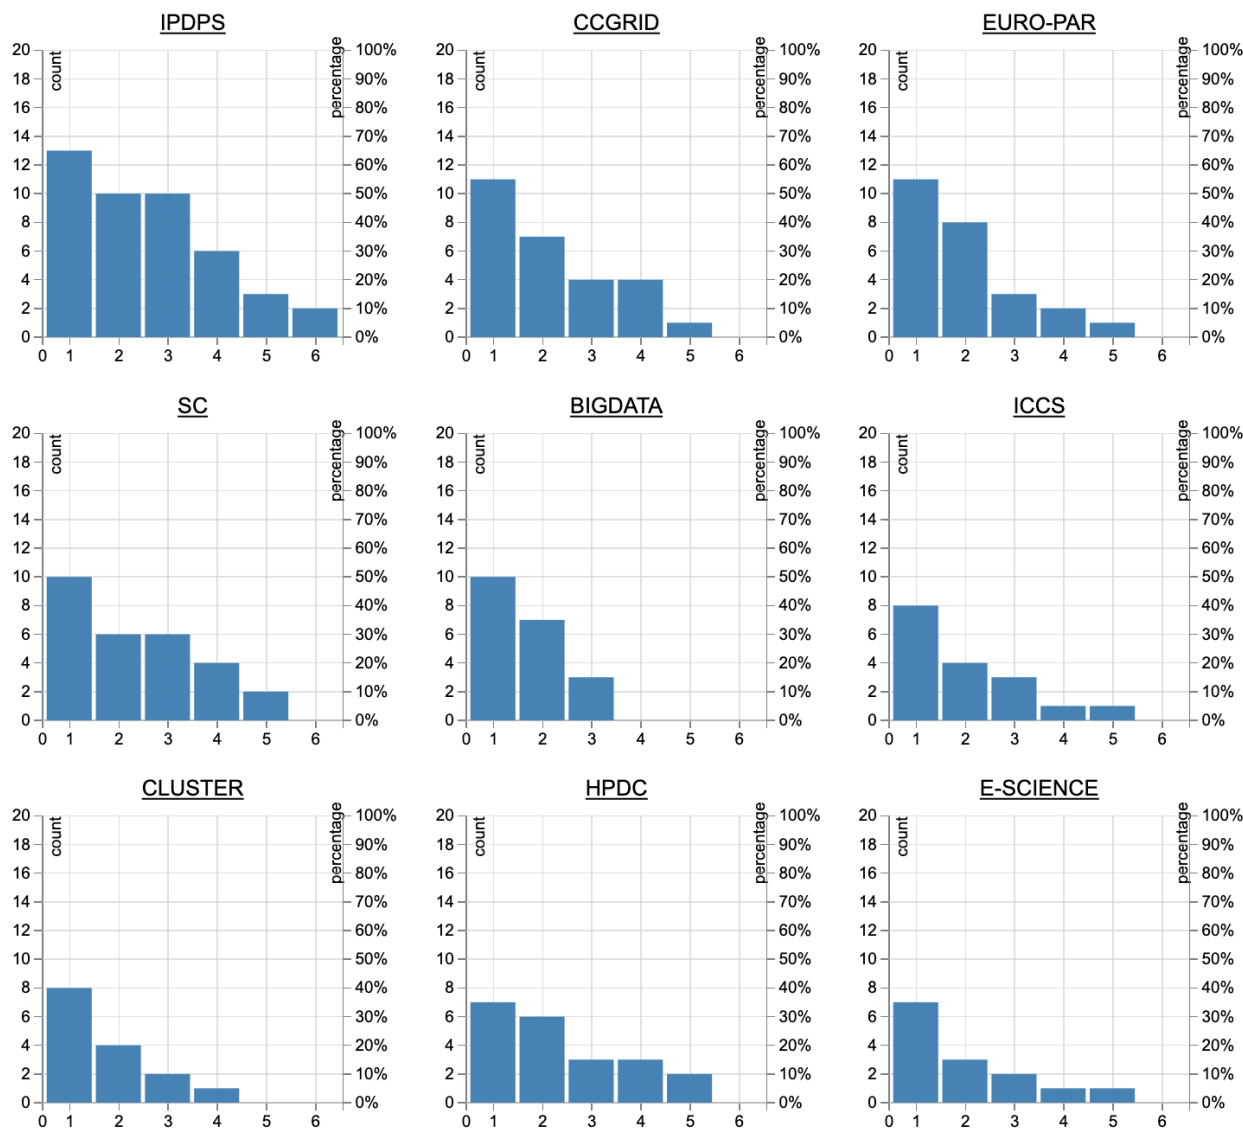 IPDPS CCGRID EURO-PAR
20 count percentage 100% 20 count percentage 100% 20 count percentage 100%
18 90% 18 90% 18 90%
16 80% 16 80% 16 80%
14 70% 14 70% 14 70%
12 60% 12 60% 12 60%
10 50% 10 50% 10 50%
8 40% 8 40% 8 40%
6 30% 6 30% 6 30%
4 20% 4 20% 4 20%
2 10% 2 10% 2 10%
0 0% 0 0% 0 0%
0 1 2 3 4 5 6 0 1 2 3 4 5 6 0 1 2 3 4 5 6
SC BIGDATA ICCS
20 count percentage 100% 20 count percentage 100% 20 count percentage 100%
18 90% 18 90% 18 90%
16 80% 16 80% 16 80%
14 70% 14 70% 14 70%
12 60% 12 60% 12 60%
10 50% 10 50% 10 50%
8 40% 8 40% 8 40%
6 30% 6 30% 6 30%
4 20% 4 20% 4 20%
2 10% 2 10% 2 10%
0 0% 0 0% 0 0%
0 1 2 3 4 5 6 0 1 2 3 4 5 6 0 1 2 3 4 5 6
CLUSTER HPDC E-SCIENCE
20 count percentage 100% 20 count percentage 100% 20 count percentage 100%
18 90% 18 90% 18 90%
16 80% 16 80% 16 80%
14 70% 14 70% 14 70%
12 60% 12 60% 12 60%
10 50% 10 50% 10 50%
8 40% 8 40% 8 40%
6 30% 6 30% 6 30%
4 20% 4 20% 4 20%
2 10% 2 10% 2 10%
0 0% 0 0% 0 0%
0 1 2 3 4 5 6 0 1 2 3 4 5 6 0 1 2 3 4 5 6